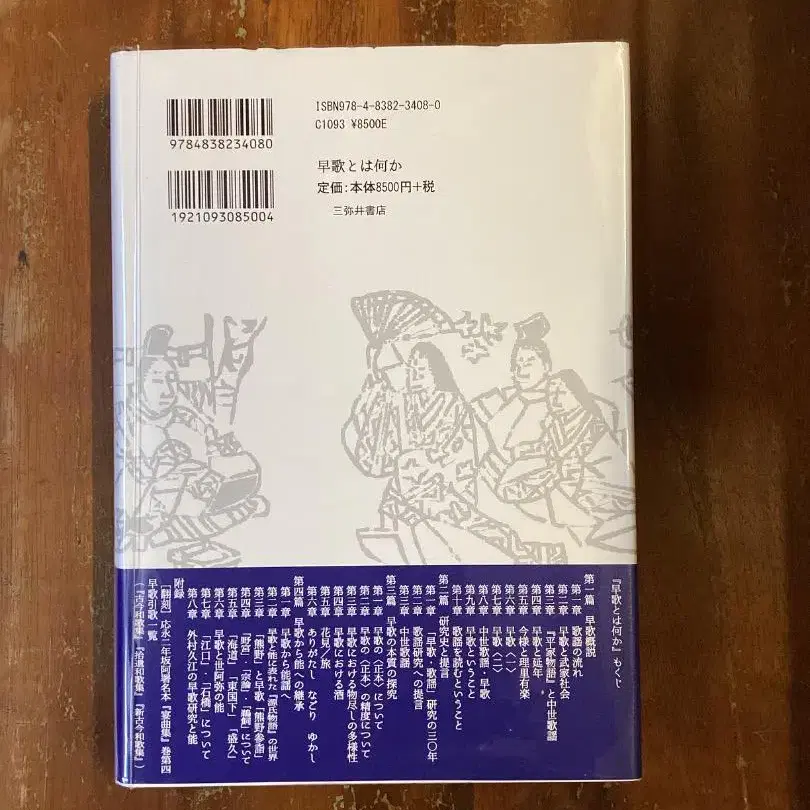 ISBN978-4-8382-3408-0
C1093 ¥8500E
9784838234080
早歌とは何か
定価:本体8500円+税
1921093085004
三弥井書店
『早歌とは何か』もくじ
第一篇 早歌概説
第一章 歌謡の流れ
第二章 早歌と武家社会
第三章 『平家物語』と中世歌謡
第四章 早歌と延年
第五章 今様と理里有楽
第六章 早歌〈一〉
第七章 早歌〈二〉
第八章 中世歌謡・早歌
第九章 早歌ということ
第十章 歌謡を読むということ
第二篇 研究史と提言
第一章 「早歌・歌謡」研究の三〇年
第二章 歌謡研究への提言
第三章 中世歌謡
第三篇 早歌の本質の探究
第一章 早歌の〈正本〉について
第二章 早歌の〈正本〉の精度について
第三章 早歌における物尽しの多様性
第四章 早歌における酒
第五章 花見/旅
第六章 ありがたし なごり ゆかし
第四篇 早歌から能への継承
第一章 早歌から能謡へ
第二章 早歌と能に表れた『源氏物語』の世界
第三章 「熊野」と早歌「熊野参詣」
第四章 「野宮」・「宗論」・「鵜飼」について
第五章 「海道」「東国下」「盛久」
第六章 早歌と世阿弥の能
第七章 「江口」・「石橋」について
第八章 外村久江の早歌研究と能
附録
[翻刻]応永二年坂阿署名本『宴曲集』巻第四
早歌引歌一覧
(『古今和歌集』『拾遺和歌集』『新古今和歌集』)